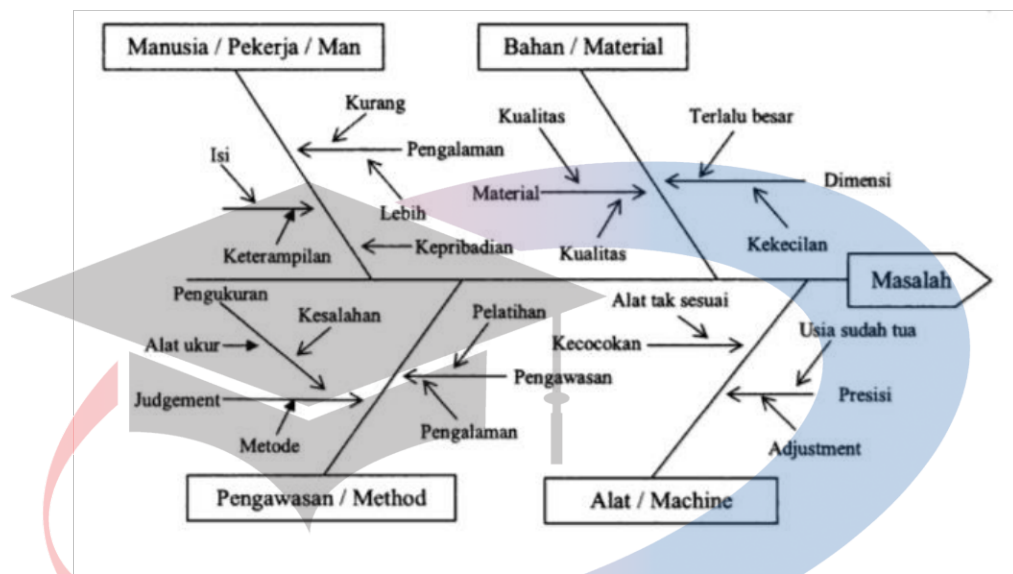 Manusia / Pekerja / Man
Bahan / Material
Kurang
Kualitas
Terlalu besar
Isi
Pengalaman
Material
Dimensi
Lebih
Keterampilan
Kepribadian
Kualitas
Kekecilan
Masalah
Pengukuran
Kesalahan
Pelatihan
Alat tak sesuai
Usia sudah tua
Alat ukur
Kecocokan
Pengawasan
Judgement
Presisi
Metode
Pengalaman
Adjustment
Pengawasan / Method
Alat / Machine